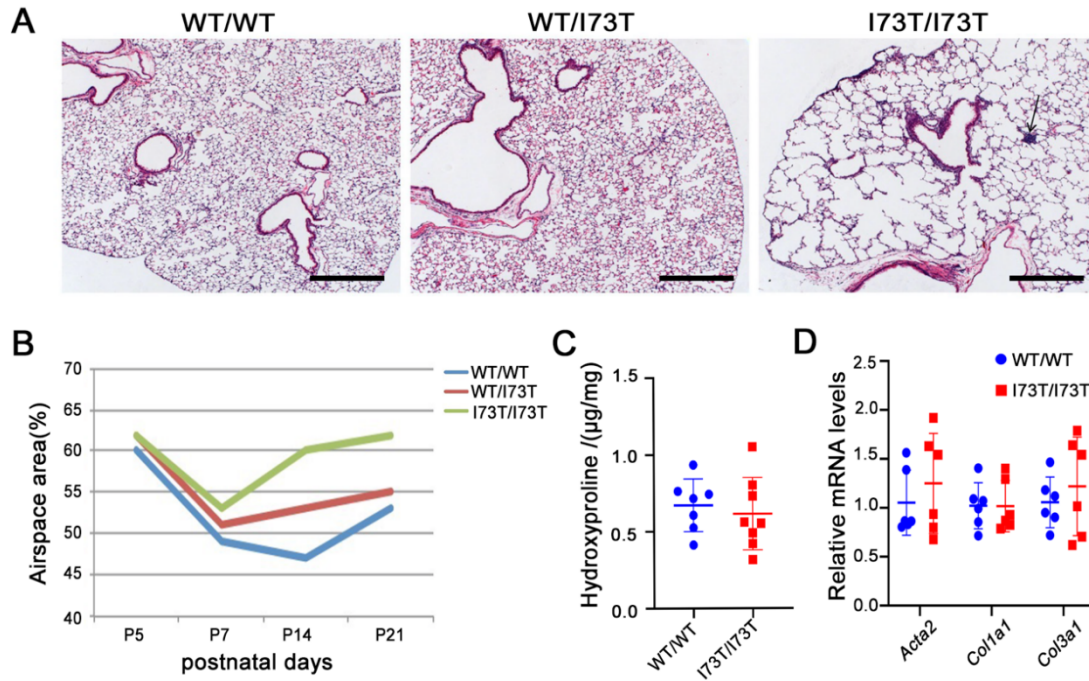 A
WT/WT
WT/I73T
I73T/I73T
B
Airspace area(%)
70
65
60
55
50
45
40
P5
P7
P14
P21
postnatal days
WT/WT
WT/I73T
I73T/I73T
C
Hydroxyproline /(µg/mg)
1.5
1.0
0.5
0.0
WT/WT
I73T/I73T
D
Relative mRNA levels
2.5
2.0
1.5
1.0
0.5
0.0
WT/WT
I73T/I73T
Acta2
Col1a1
Col3a1